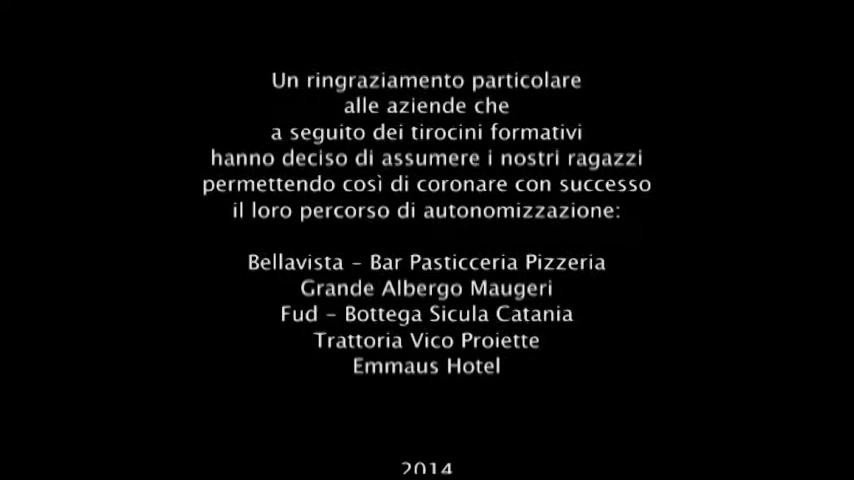 Un ringraziamento particolare
alle aziende che
a seguito dei tirocini formativi
hanno deciso di assumere i nostri ragazzi
permettendo così di coronare con successo
il loro percorso di autonomizzazione:
Bellavista – Bar Pasticceria Pizzeria
Grande Albergo Maugeri
Fud – Bottega Sicula Catania
Trattoria Vico Proiette
Emmaus Hotel
2014